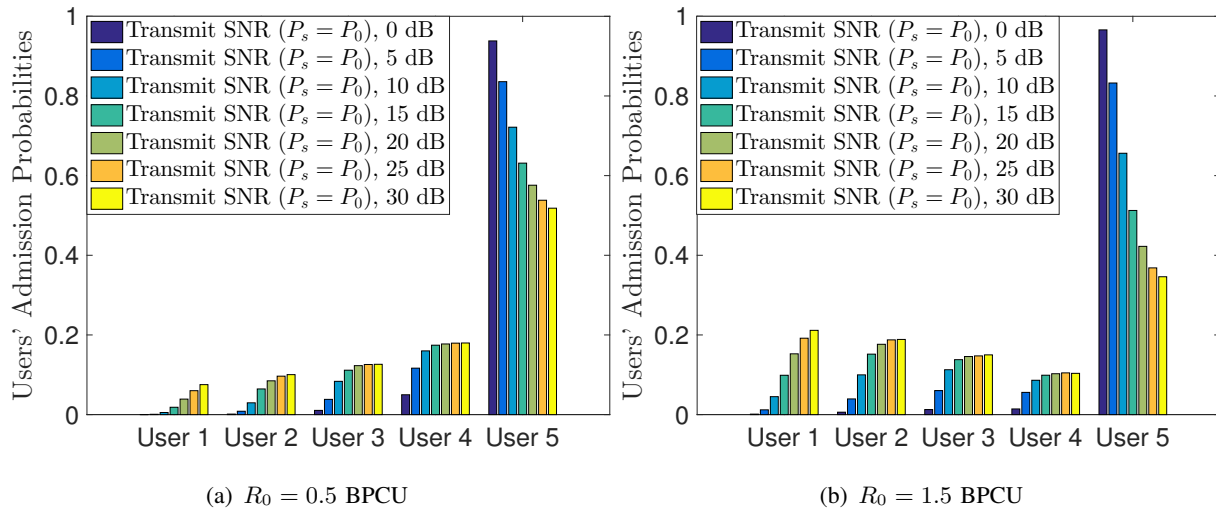 Users' Admission Probabilities
1
0.8
0.6
0.4
0.2
0
Transmit SNR (P_s = P_0), 0 dB
Transmit SNR (P_s = P_0), 5 dB
Transmit SNR (P_s = P_0), 10 dB
Transmit SNR (P_s = P_0), 15 dB
Transmit SNR (P_s = P_0), 20 dB
Transmit SNR (P_s = P_0), 25 dB
Transmit SNR (P_s = P_0), 30 dB
User 1 User 2 User 3 User 4 User 5
(a) R_0 = 0.5 BPCU
Users' Admission Probabilities
1
0.8
0.6
0.4
0.2
0
Transmit SNR (P_s = P_0), 0 dB
Transmit SNR (P_s = P_0), 5 dB
Transmit SNR (P_s = P_0), 10 dB
Transmit SNR (P_s = P_0), 15 dB
Transmit SNR (P_s = P_0), 20 dB
Transmit SNR (P_s = P_0), 25 dB
Transmit SNR (P_s = P_0), 30 dB
User 1 User 2 User 3 User 4 User 5
(b) R_0 = 1.5 BPCU